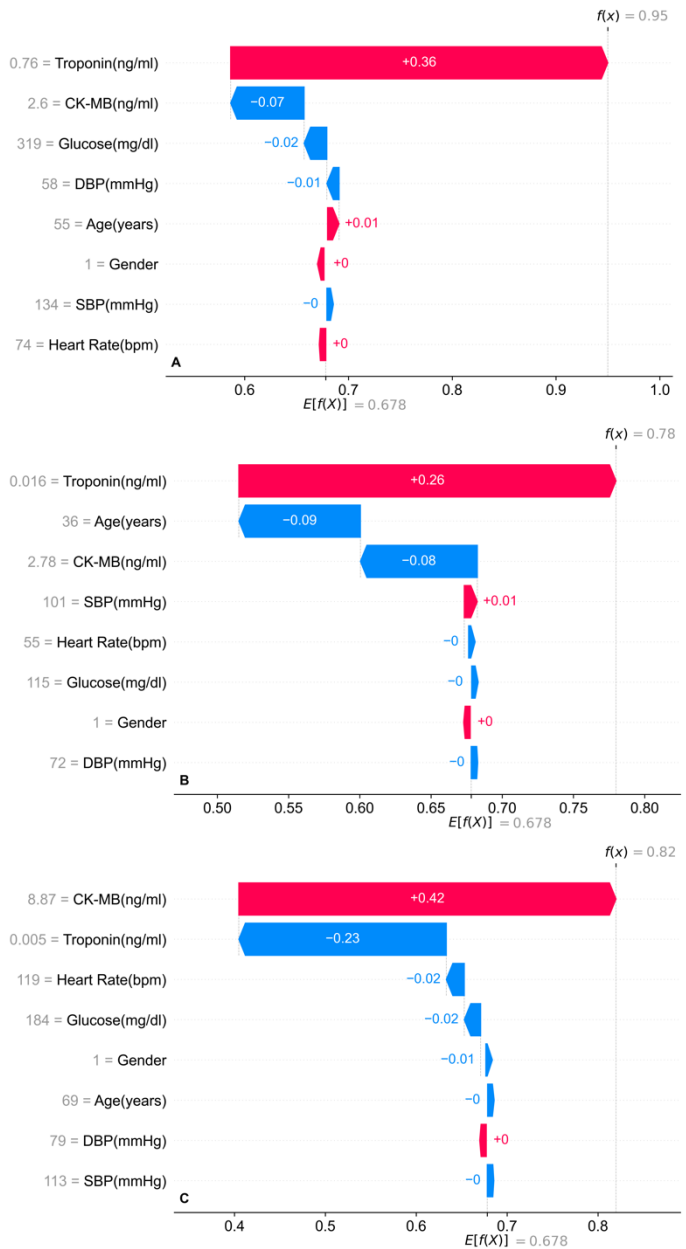 f(x) = 0.95
0.76 = Troponin(ng/ml) +0.36
2.6 = CK-MB(ng/ml) −0.07
319 = Glucose(mg/dl) −0.02
58 = DBP(mmHg) −0.01
55 = Age(years) +0.01
1 = Gender +0
134 = SBP(mmHg) −0
74 = Heart Rate(bpm) +0
A
0.6 0.7 0.8 0.9 1.0
E[f(X)] = 0.678
f(x) = 0.78
0.016 = Troponin(ng/ml) +0.26
36 = Age(years) −0.09
2.78 = CK-MB(ng/ml) −0.08
101 = SBP(mmHg) +0.01
55 = Heart Rate(bpm) −0
115 = Glucose(mg/dl) −0
1 = Gender +0
72 = DBP(mmHg) −0
B
0.50 0.55 0.60 0.65 0.70 0.75 0.80
E[f(X)] = 0.678
f(x) = 0.82
8.87 = CK-MB(ng/ml) +0.42
0.005 = Troponin(ng/ml) −0.23
119 = Heart Rate(bpm) −0.02
184 = Glucose(mg/dl) −0.02
1 = Gender −0.01
69 = Age(years) −0
79 = DBP(mmHg) +0
113 = SBP(mmHg) −0
C
0.4 0.5 0.6 0.7 0.8
E[f(X)] = 0.678